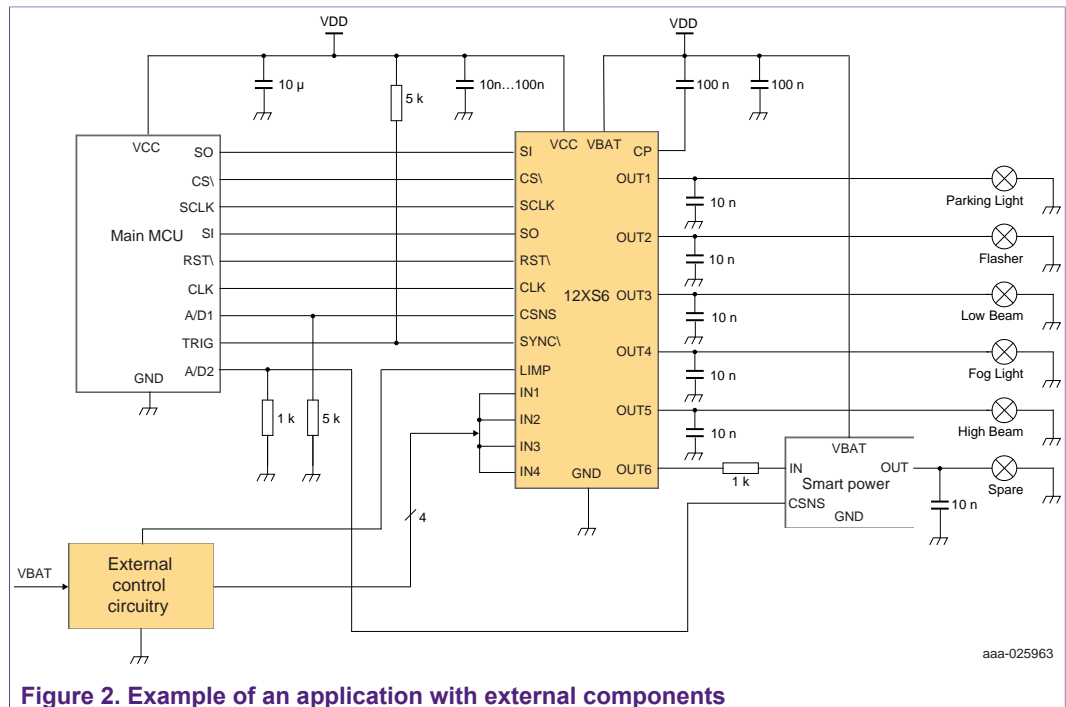 VDD
VDD
10 µ
5 k
10n...100n
100 n
100 n
VCC
SO
CS\
SCLK
Main MCU
SI
RST\
CLK
A/D1
TRIG
A/D2
GND
1 k
5 k
VCC
VBAT
SI
CP
CS\
OUT1
SCLK
OUT2
SO
RST\
CLK
12XS6
OUT3
CSNS
SYNC\
OUT4
LIMP
IN1
OUT5
IN2
IN3
IN4
OUT6
GND
10 n
Parking Light
10 n
Flasher
10 n
Low Beam
10 n
Fog Light
10 n
High Beam
1 k
VBAT
IN
OUT
Smart power
CSNS
GND
10 n
Spare
4
VBAT
External
control
circuitry
aaa-025963
Figure 2. Example of an application with external components